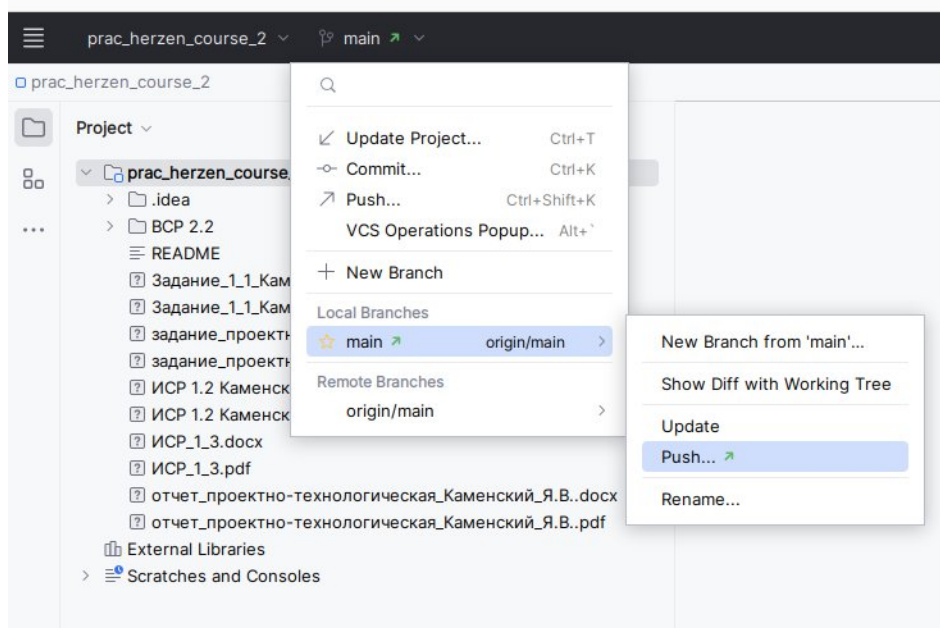 prac_herzen_course_2 main
prac_herzen_course_2
Project
prac_herzen_course
.idea
ВСР 2.2
README
Задание_1_1_Кам
Задание_1_1_Кам
задание_проектн
задание_проектн
ИСР 1.2 Каменск
ИСР 1.2 Каменск
ИСР_1_3.docx
ИСР_1_3.pdf
отчет_проектно-технологическая_Каменский_Я.В..docx
отчет_проектно-технологическая_Каменский_Я.В..pdf
External Libraries
Scratches and Consoles
Update Project... Ctrl+T
Commit... Ctrl+K
Push... Ctrl+Shift+K
VCS Operations Popup... Alt+`
New Branch
Local Branches
main origin/main
Remote Branches
origin/main
New Branch from 'main'...
Show Diff with Working Tree
Update
Push...
Rename...